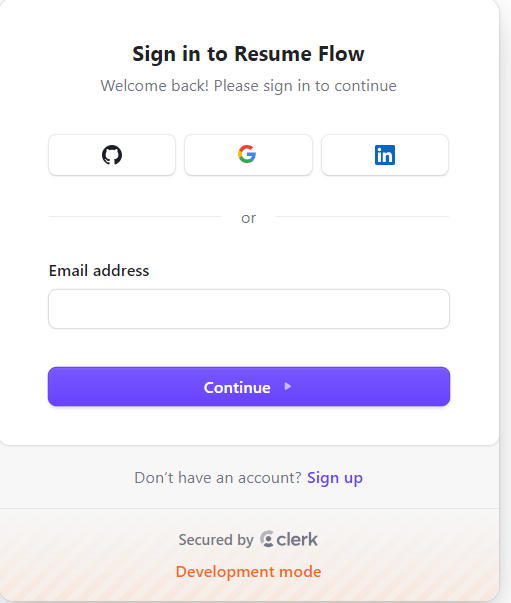 Sign in to Resume Flow
Welcome back! Please sign in to continue
in
or
Email address
Continue
Don’t have an account? Sign up
Secured by clerk
Development mode